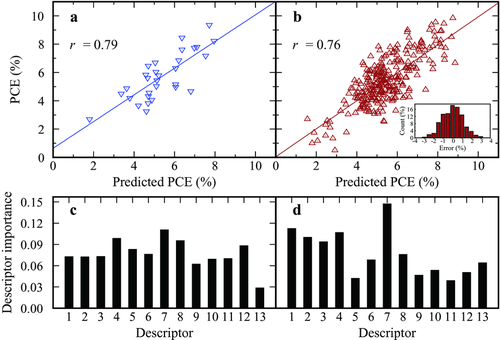 a
r = 0.79
PCE (%)
10
8
6
4
2
0
0 2 4 6 8 10
Predicted PCE (%)
b
r = 0.76
0 2 4 6 8 10
Predicted PCE (%)
Count (%)
16
12
8
4
0
-4 -3 -2 -1 0 1 2 3 4
Error (%)
c
Descriptor importance
0.15
0.12
0.09
0.06
0.03
0.00
1 2 3 4 5 6 7 8 9 10 11 12 13
Descriptor
d
1 2 3 4 5 6 7 8 9 10 11 12 13
Descriptor